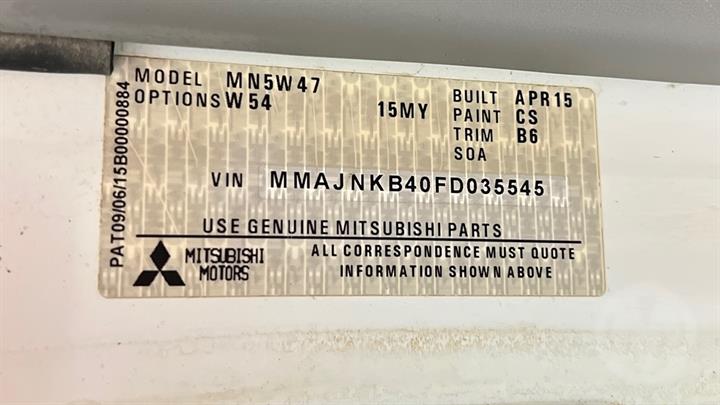 MODEL MN5W47
OPTIONS W54 15MY
BUILT APR15
PAINT CS
TRIM B6
SOA
VIN MMAJNKB40FD035545
USE GENUINE MITSUBISHI PARTS
MITSUBISHI MOTORS
ALL CORRESPONDENCE MUST QUOTE
INFORMATION SHOWN ABOVE
PAT09/06/15B00000884